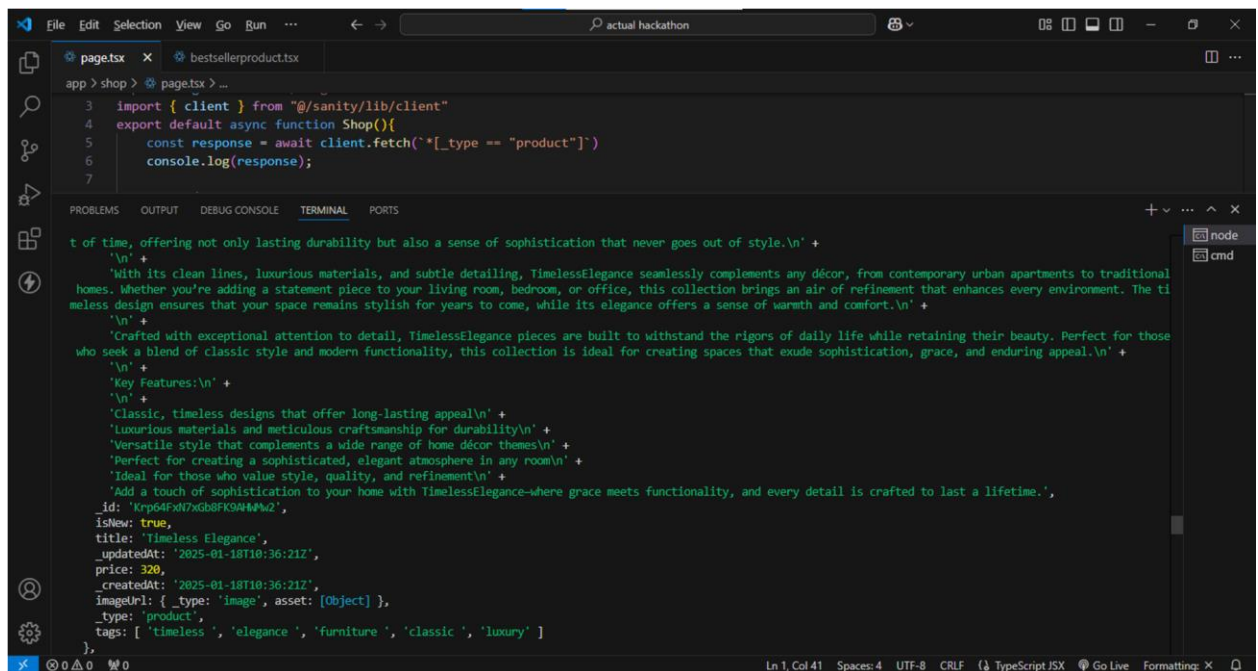 File Edit Selection View Go Run ... actual hackathon
page.tsx bestsellerproduct.tsx
app > shop > page.tsx > ...
3 import { client } from "@/sanity/lib/client"
4 export default async function Shop(){
5 const response = await client.fetch(`*[_type == "product"]`)
6 console.log(response);
7
PROBLEMS OUTPUT DEBUG CONSOLE TERMINAL PORTS
node
cmd
t of time, offering not only lasting durability but also a sense of sophistication that never goes out of style.\n' +
'\n' +
'With its clean lines, luxurious materials, and subtle detailing, TimelessElegance seamlessly complements any décor, from contemporary urban apartments to traditional
homes. Whether you're adding a statement piece to your living room, bedroom, or office, this collection brings an air of refinement that enhances every environment. The ti
meless design ensures that your space remains stylish for years to come, while its elegance offers a sense of warmth and comfort.\n' +
'\n' +
'Crafted with exceptional attention to detail, TimelessElegance pieces are built to withstand the rigors of daily life while retaining their beauty. Perfect for those
who seek a blend of classic style and modern functionality, this collection is ideal for creating spaces that exude sophistication, grace, and enduring appeal.\n' +
'\n' +
'Key Features:\n' +
'\n' +
'Classic, timeless designs that offer long-lasting appeal\n' +
'Luxurious materials and meticulous craftsmanship for durability\n' +
'Versatile style that complements a wide range of home décor themes\n' +
'Perfect for creating a sophisticated, elegant atmosphere in any room\n' +
'Ideal for those who value style, quality, and refinement\n' +
'Add a touch of sophistication to your home with TimelessElegance—where grace meets functionality, and every detail is crafted to last a lifetime.',
_id: 'Krp64FxN7xGb8FK9AHWMw2',
isNew: true,
title: 'Timeless Elegance',
_updatedAt: '2025-01-18T10:36:21Z',
price: 320,
_createdAt: '2025-01-18T10:36:21Z',
imageUrl: { _type: 'image', asset: [Object] },
_type: 'product',
tags: [ 'timeless ', 'elegance ', 'furniture ', 'classic ', 'luxury' ]
},
0 0 0 Ln 1, Col 41 Spaces: 4 UTF-8 CRLF TypeScript JSX Go Live Formatting: X